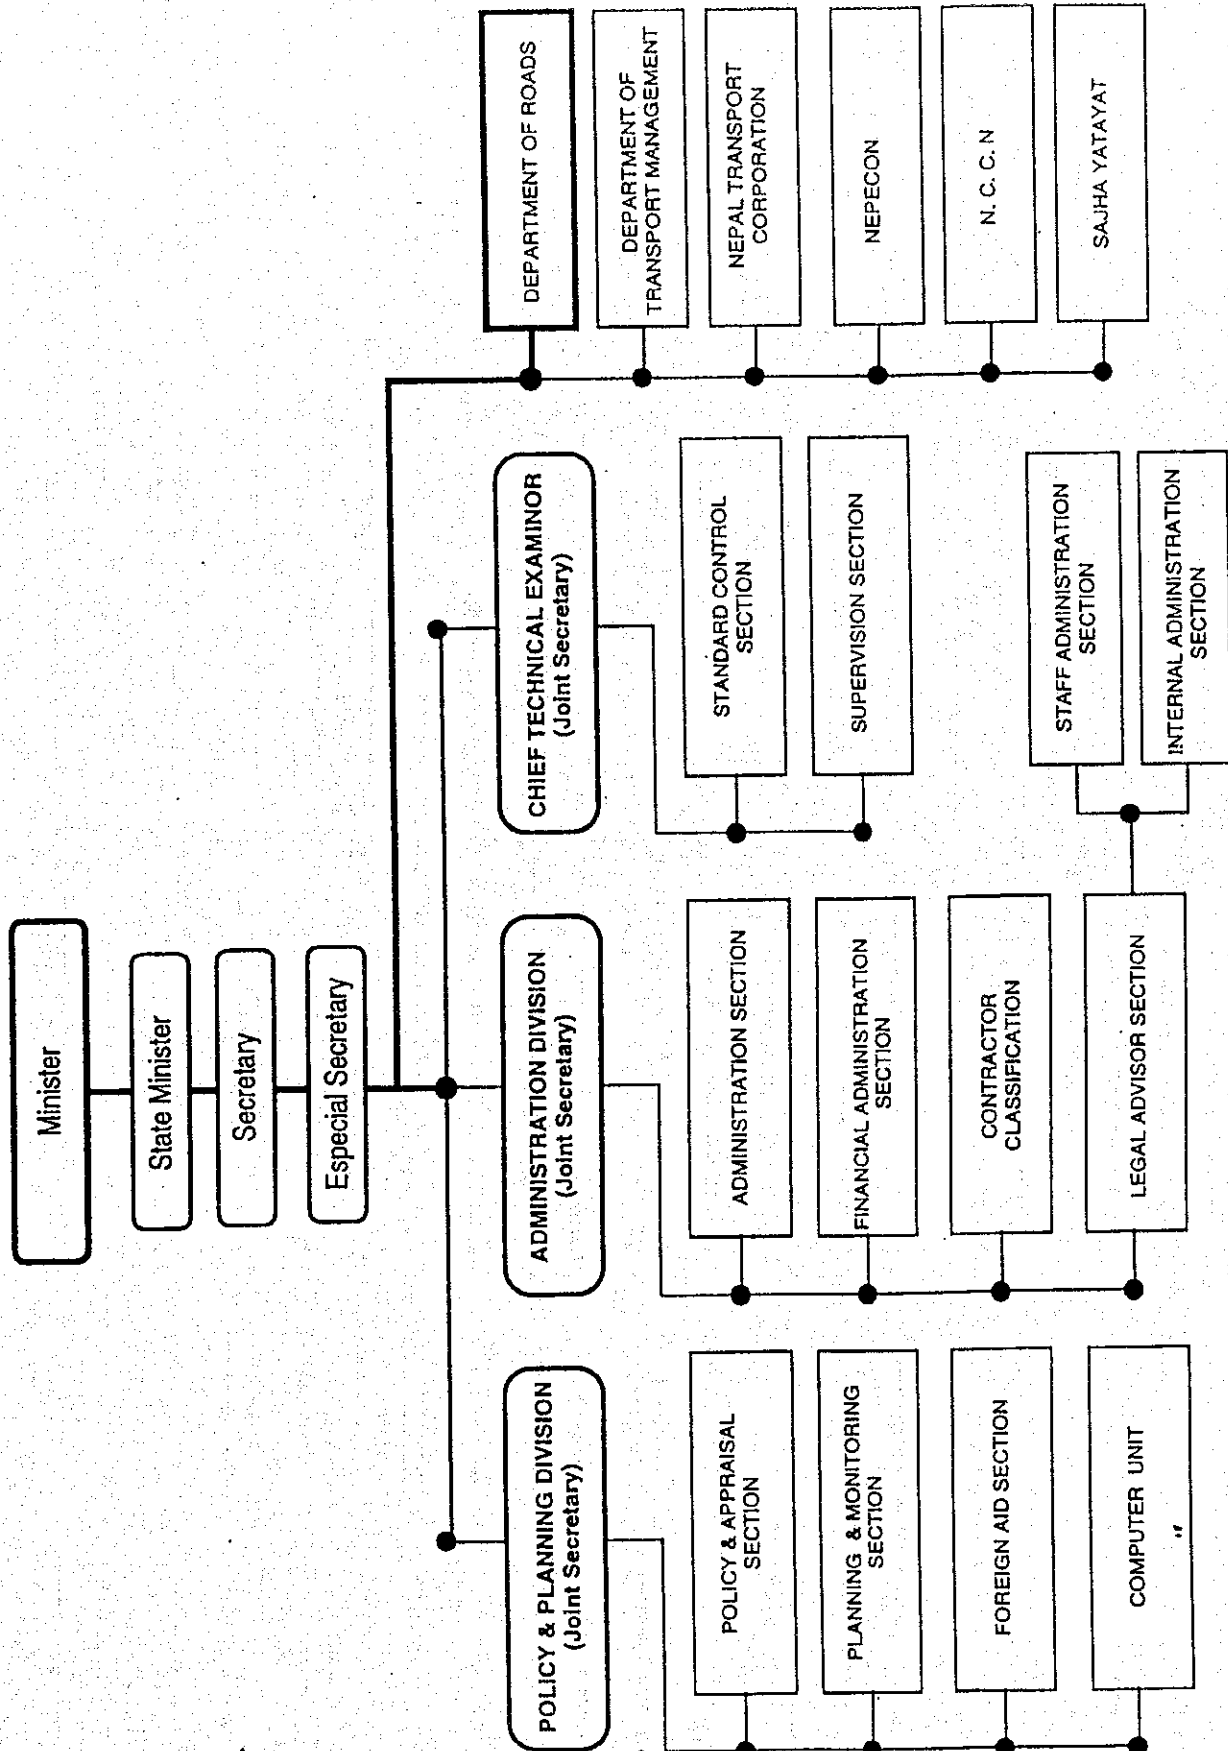 Minister
State Minister
Secretary
Especial Secretary
POLICY & PLANNING DIVISION
(Joint Secretary)
POLICY & APPRAISAL
SECTION
PLANNING & MONITORING
SECTION
FOREIGN AID SECTION
COMPUTER UNIT
ADMINISTRATION DIVISION
(Joint Secretary)
ADMINISTRATION SECTION
FINANCIAL ADMINISTRATION
SECTION
CONTRACTOR
CLASSIFICATION
LEGAL ADVISOR SECTION
STAFF ADMINISTRATION
SECTION
INTERNAL ADMINISTRATION
SECTION
CHIEF TECHNICAL EXAMINOR
(Joint Secretary)
STANDARD CONTROL
SECTION
SUPERVISION SECTION
DEPARTMENT OF ROADS
DEPARTMENT OF
TRANSPORT MANAGEMENT
NEPAL TRANSPORT
CORPORATION
NEPECON
N. C. C. N
SAJHA YATAYAT